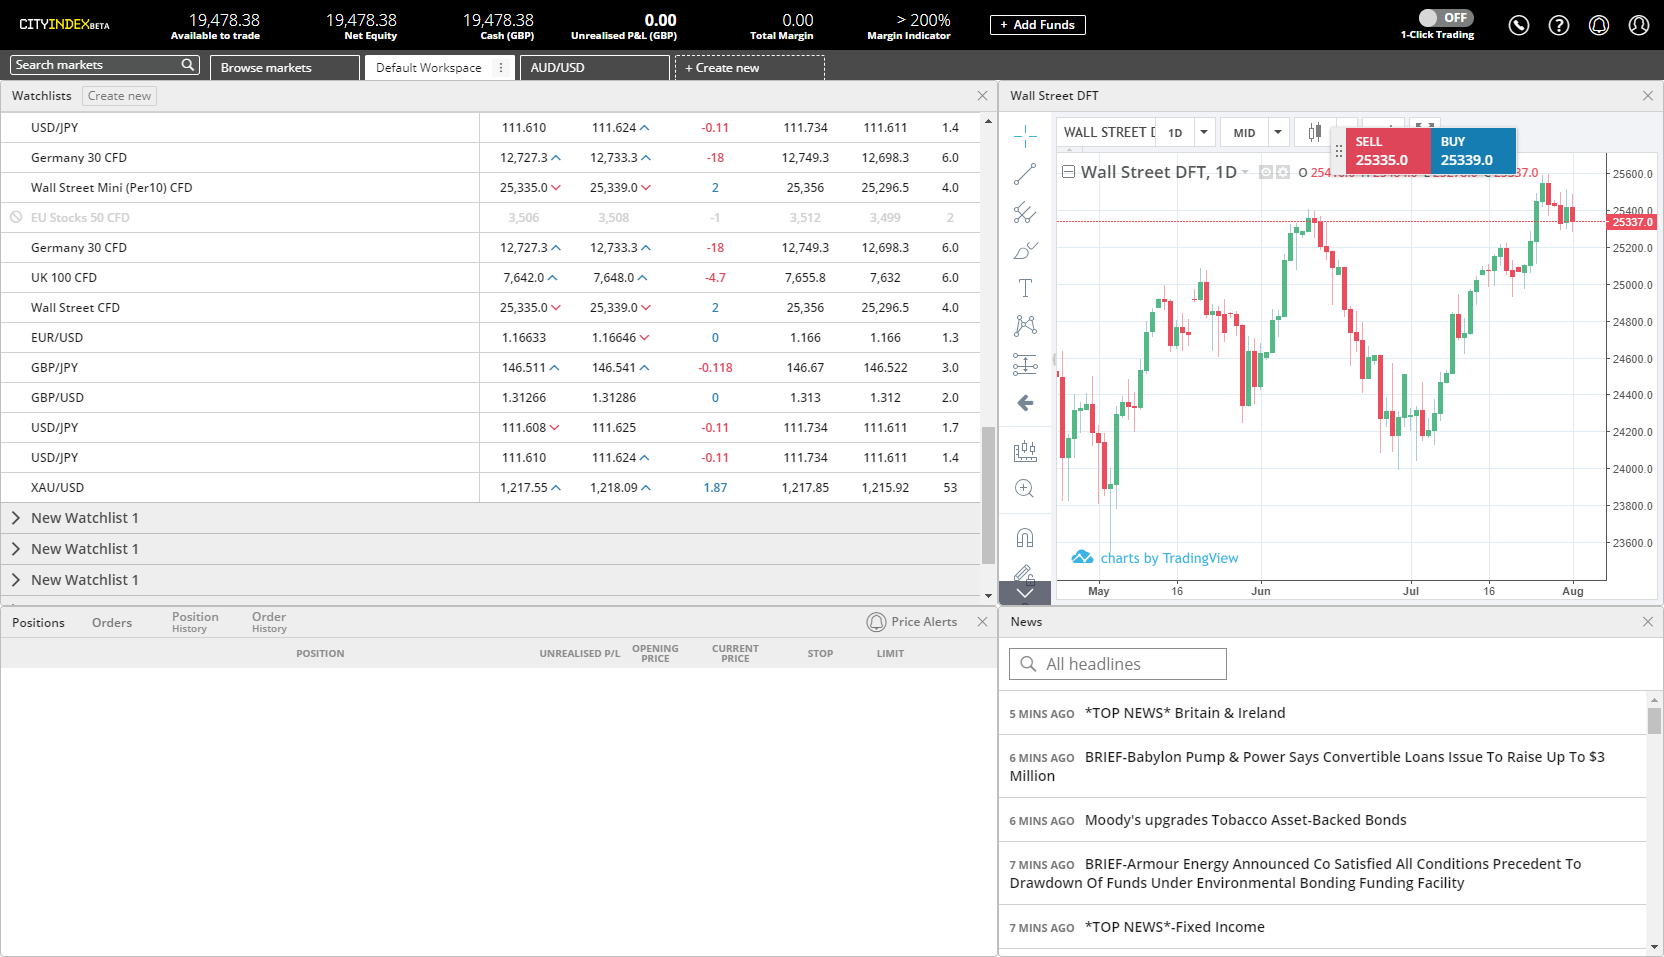 CITYINDEX BETA
19,478.38
Available to trade
19,478.38
Net Equity
19,478.38
Cash (GBP)
0.00
Unrealised P&L (GBP)
0.00
Total Margin
> 200%
Margin Indicator
+ Add Funds
OFF
1-Click Trading
Search markets
Browse markets
Default Workspace
AUD/USD
+ Create new
Watchlists Create new
USD/JPY 111.610 111.624 -0.11 111.734 111.611 1.4
Germany 30 CFD 12,727.3 12,733.3 -18 12,749.3 12,698.3 6.0
Wall Street Mini (Per10) CFD 25,335.0 25,339.0 2 25,356 25,296.5 4.0
EU Stocks 50 CFD 3,506 3,508 -1 3,512 3,499 2
Germany 30 CFD 12,727.3 12,733.3 -18 12,749.3 12,698.3 6.0
UK 100 CFD 7,642.0 7,648.0 -4.7 7,655.8 7,632 6.0
Wall Street CFD 25,335.0 25,339.0 2 25,356 25,296.5 4.0
EUR/USD 1.16633 1.16646 0 1.166 1.166 1.3
GBP/JPY 146.511 146.541 -0.118 146.67 146.522 3.0
GBP/USD 1.31266 1.31286 0 1.313 1.312 2.0
USD/JPY 111.608 111.625 -0.11 111.734 111.611 1.7
USD/JPY 111.610 111.624 -0.11 111.734 111.611 1.4
XAU/USD 1,217.55 1,218.09 1.87 1,217.85 1,215.92 53
New Watchlist 1
New Watchlist 1
New Watchlist 1
Wall Street DFT
WALL STREET 1D MID
SELL
25335.0
BUY
25339.0
Wall Street DFT, 1D O
25600.0
25400.0
25337.0
25200.0
25000.0
24800.0
24600.0
24400.0
24200.0
24000.0
23800.0
23600.0
charts by TradingView
May 16 Jun Jul 16 Aug
Positions
Orders
Position
History
Order
History
Price Alerts
POSITION
UNREALISED P/L
OPENING
PRICE
CURRENT
PRICE
STOP
LIMIT
News
All headlines
5 MINS AGO *TOP NEWS* Britain & Ireland
6 MINS AGO BRIEF-Babylon Pump & Power Says Convertible Loans Issue To Raise Up To $3
Million
6 MINS AGO Moody's upgrades Tobacco Asset-Backed Bonds
7 MINS AGO BRIEF-Armour Energy Announced Co Satisfied All Conditions Precedent To
Drawdown Of Funds Under Environmental Bonding Funding Facility
7 MINS AGO *TOP NEWS*-Fixed Income